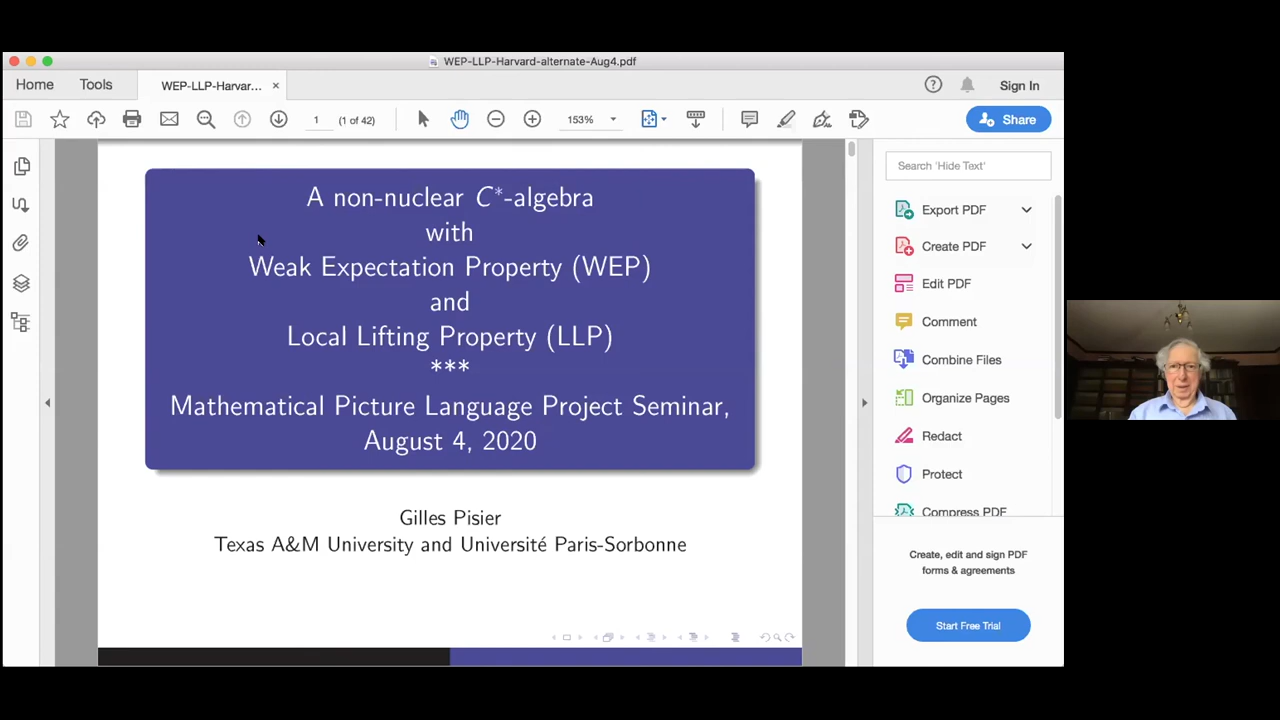 WEP-LLP-Harvard-alternate-Aug4.pdf
Home
Tools
WEP-LLP-Harvar...
Sign In
1
(1 of 42)
153%
Share
A non-nuclear C*-algebra
with
Weak Expectation Property (WEP)
and
Local Lifting Property (LLP)
***
Mathematical Picture Language Project Seminar,
August 4, 2020
Gilles Pisier
Texas A&M University and Université Paris-Sorbonne
Search 'Hide Text'
Export PDF
Create PDF
Edit PDF
Comment
Combine Files
Organize Pages
Redact
Protect
Compress PDF
Create, edit and sign PDF
forms & agreements
Start Free Trial